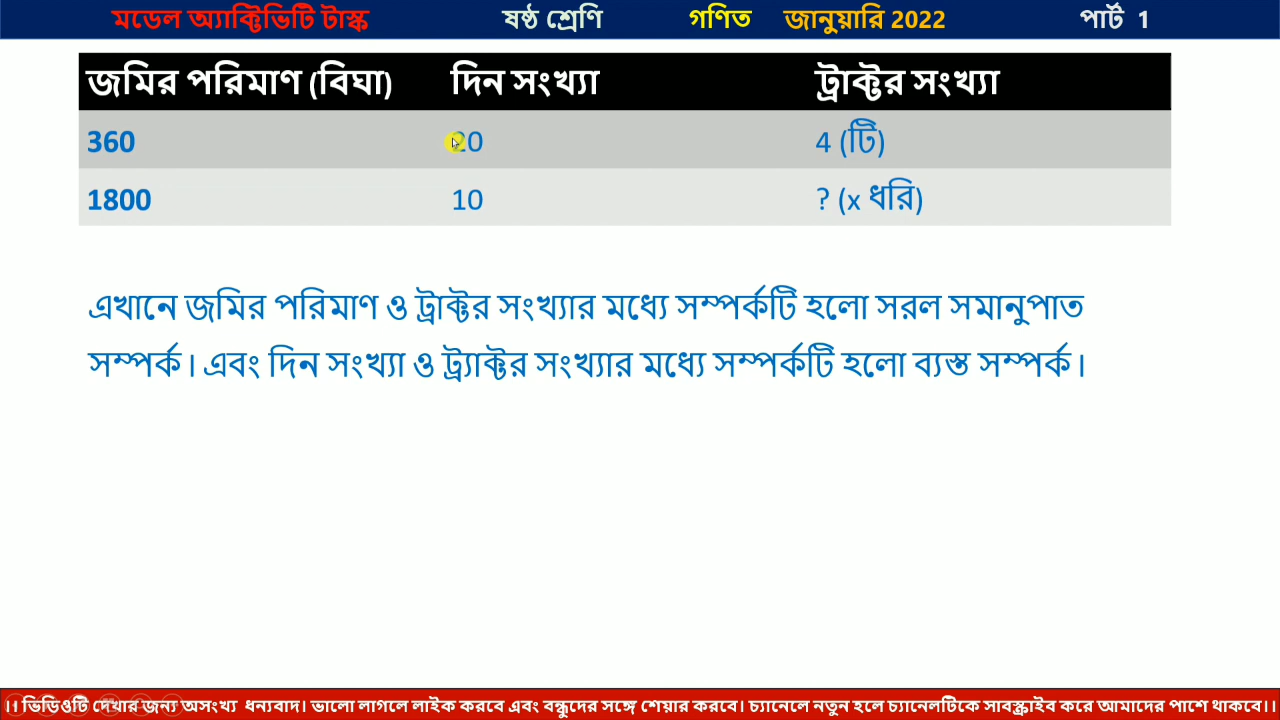 মডেল অ্যাক্টিভিটি টাস্ক ষষ্ঠ শ্রেণি গণিত জানুয়ারি 2022 পার্ট 1
জমির পরিমাণ (বিঘা) দিন সংখ্যা ট্রাক্টর সংখ্যা
360 4 (টি)
1800 10 ? (x ধরি)
এখানে জমির পরিমাণ ও ট্রাক্টর সংখ্যার মধ্যে সম্পর্কটি হলো সরল সমানুপাত
সম্পর্ক। এবং দিন সংখ্যা ও ট্র্যাক্টর সংখ্যার মধ্যে সম্পর্কটি হলো ব্যস্ত সম্পর্ক।
।। ভিডিওটি দেখার জন্য অসংখ্য ধন্যবাদ। ভালো লাগলে লাইক করবে এবং বন্ধুদের সঙ্গে শেয়ার করবে। চ্যানেলে নতুন হলে চ্যানেলটিকে সাবস্ক্রাইব করে আমাদের পাশে থাকবে।।